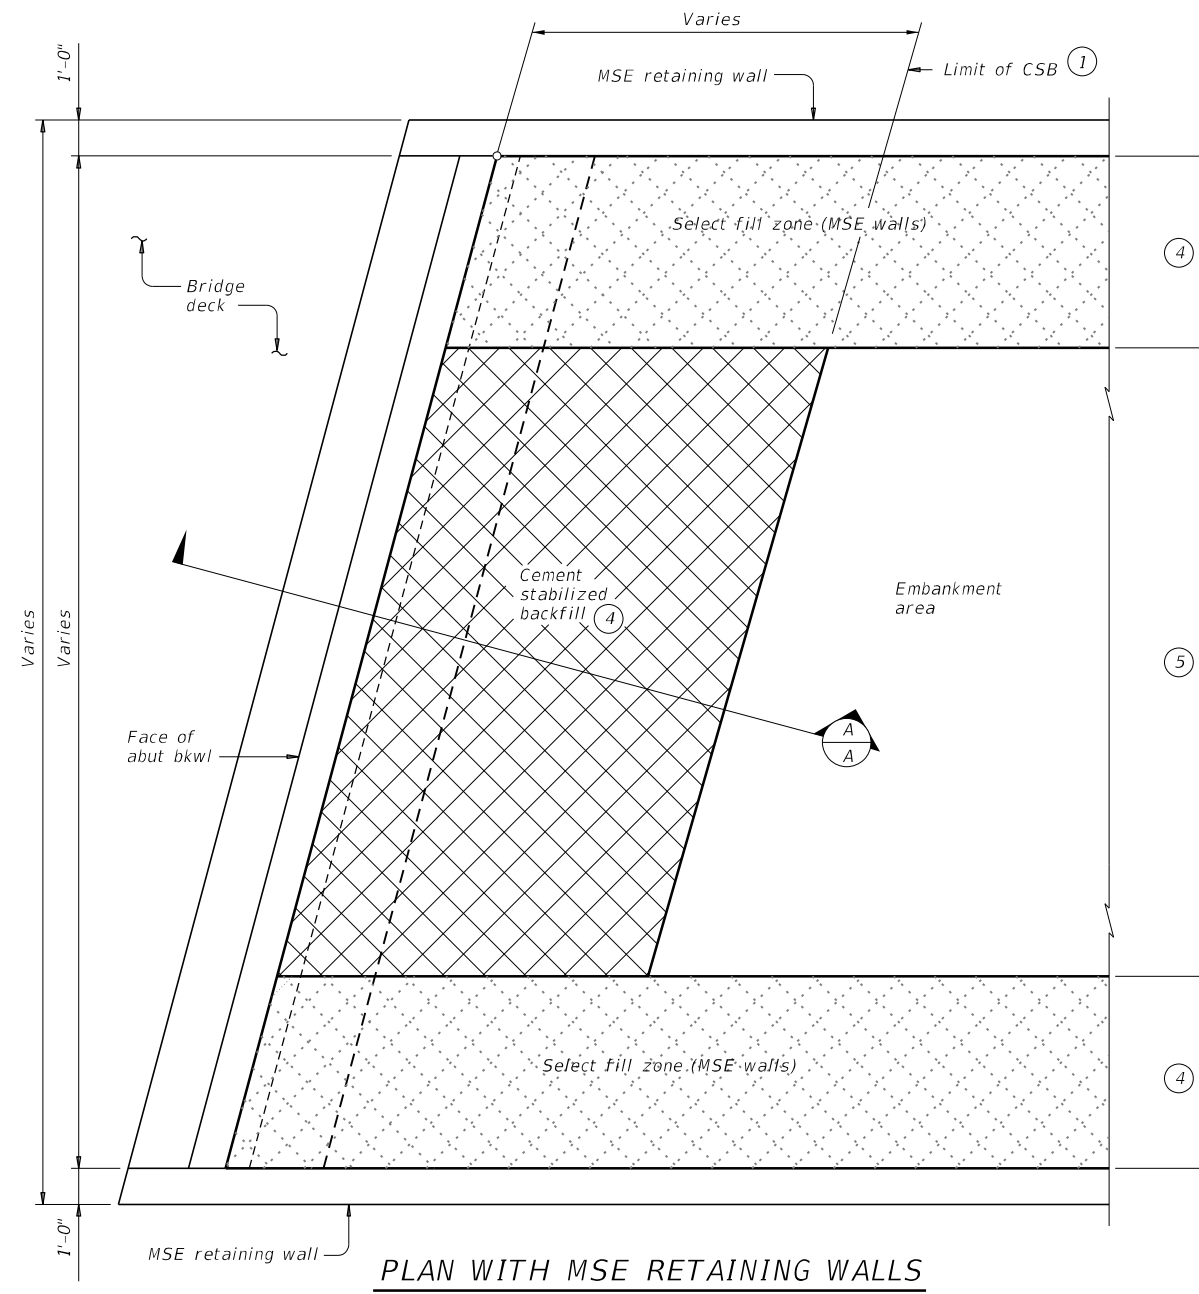 Varies
1'-0"
MSE retaining wall
Limit of CSB 1
Select fill zone (MSE walls)
4
Bridge
deck
Cement
stabilized
backfill 4
Embankment
area
Varies
Varies
5
Face of
abut bkwl
A
A
Select fill zone (MSE walls)
4
1'-0"
MSE retaining wall
PLAN WITH MSE RETAINING WALLS